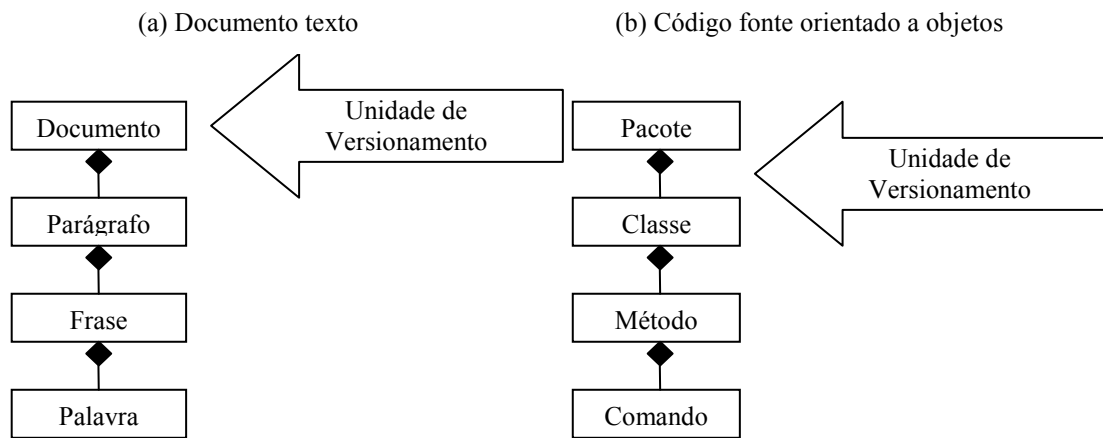 (a) Documento texto
Documento
Parágrafo
Frase
Palavra
Unidade de
Versionamento
(b) Código fonte orientado a objetos
Pacote
Classe
Método
Comando
Unidade de
Versionamento